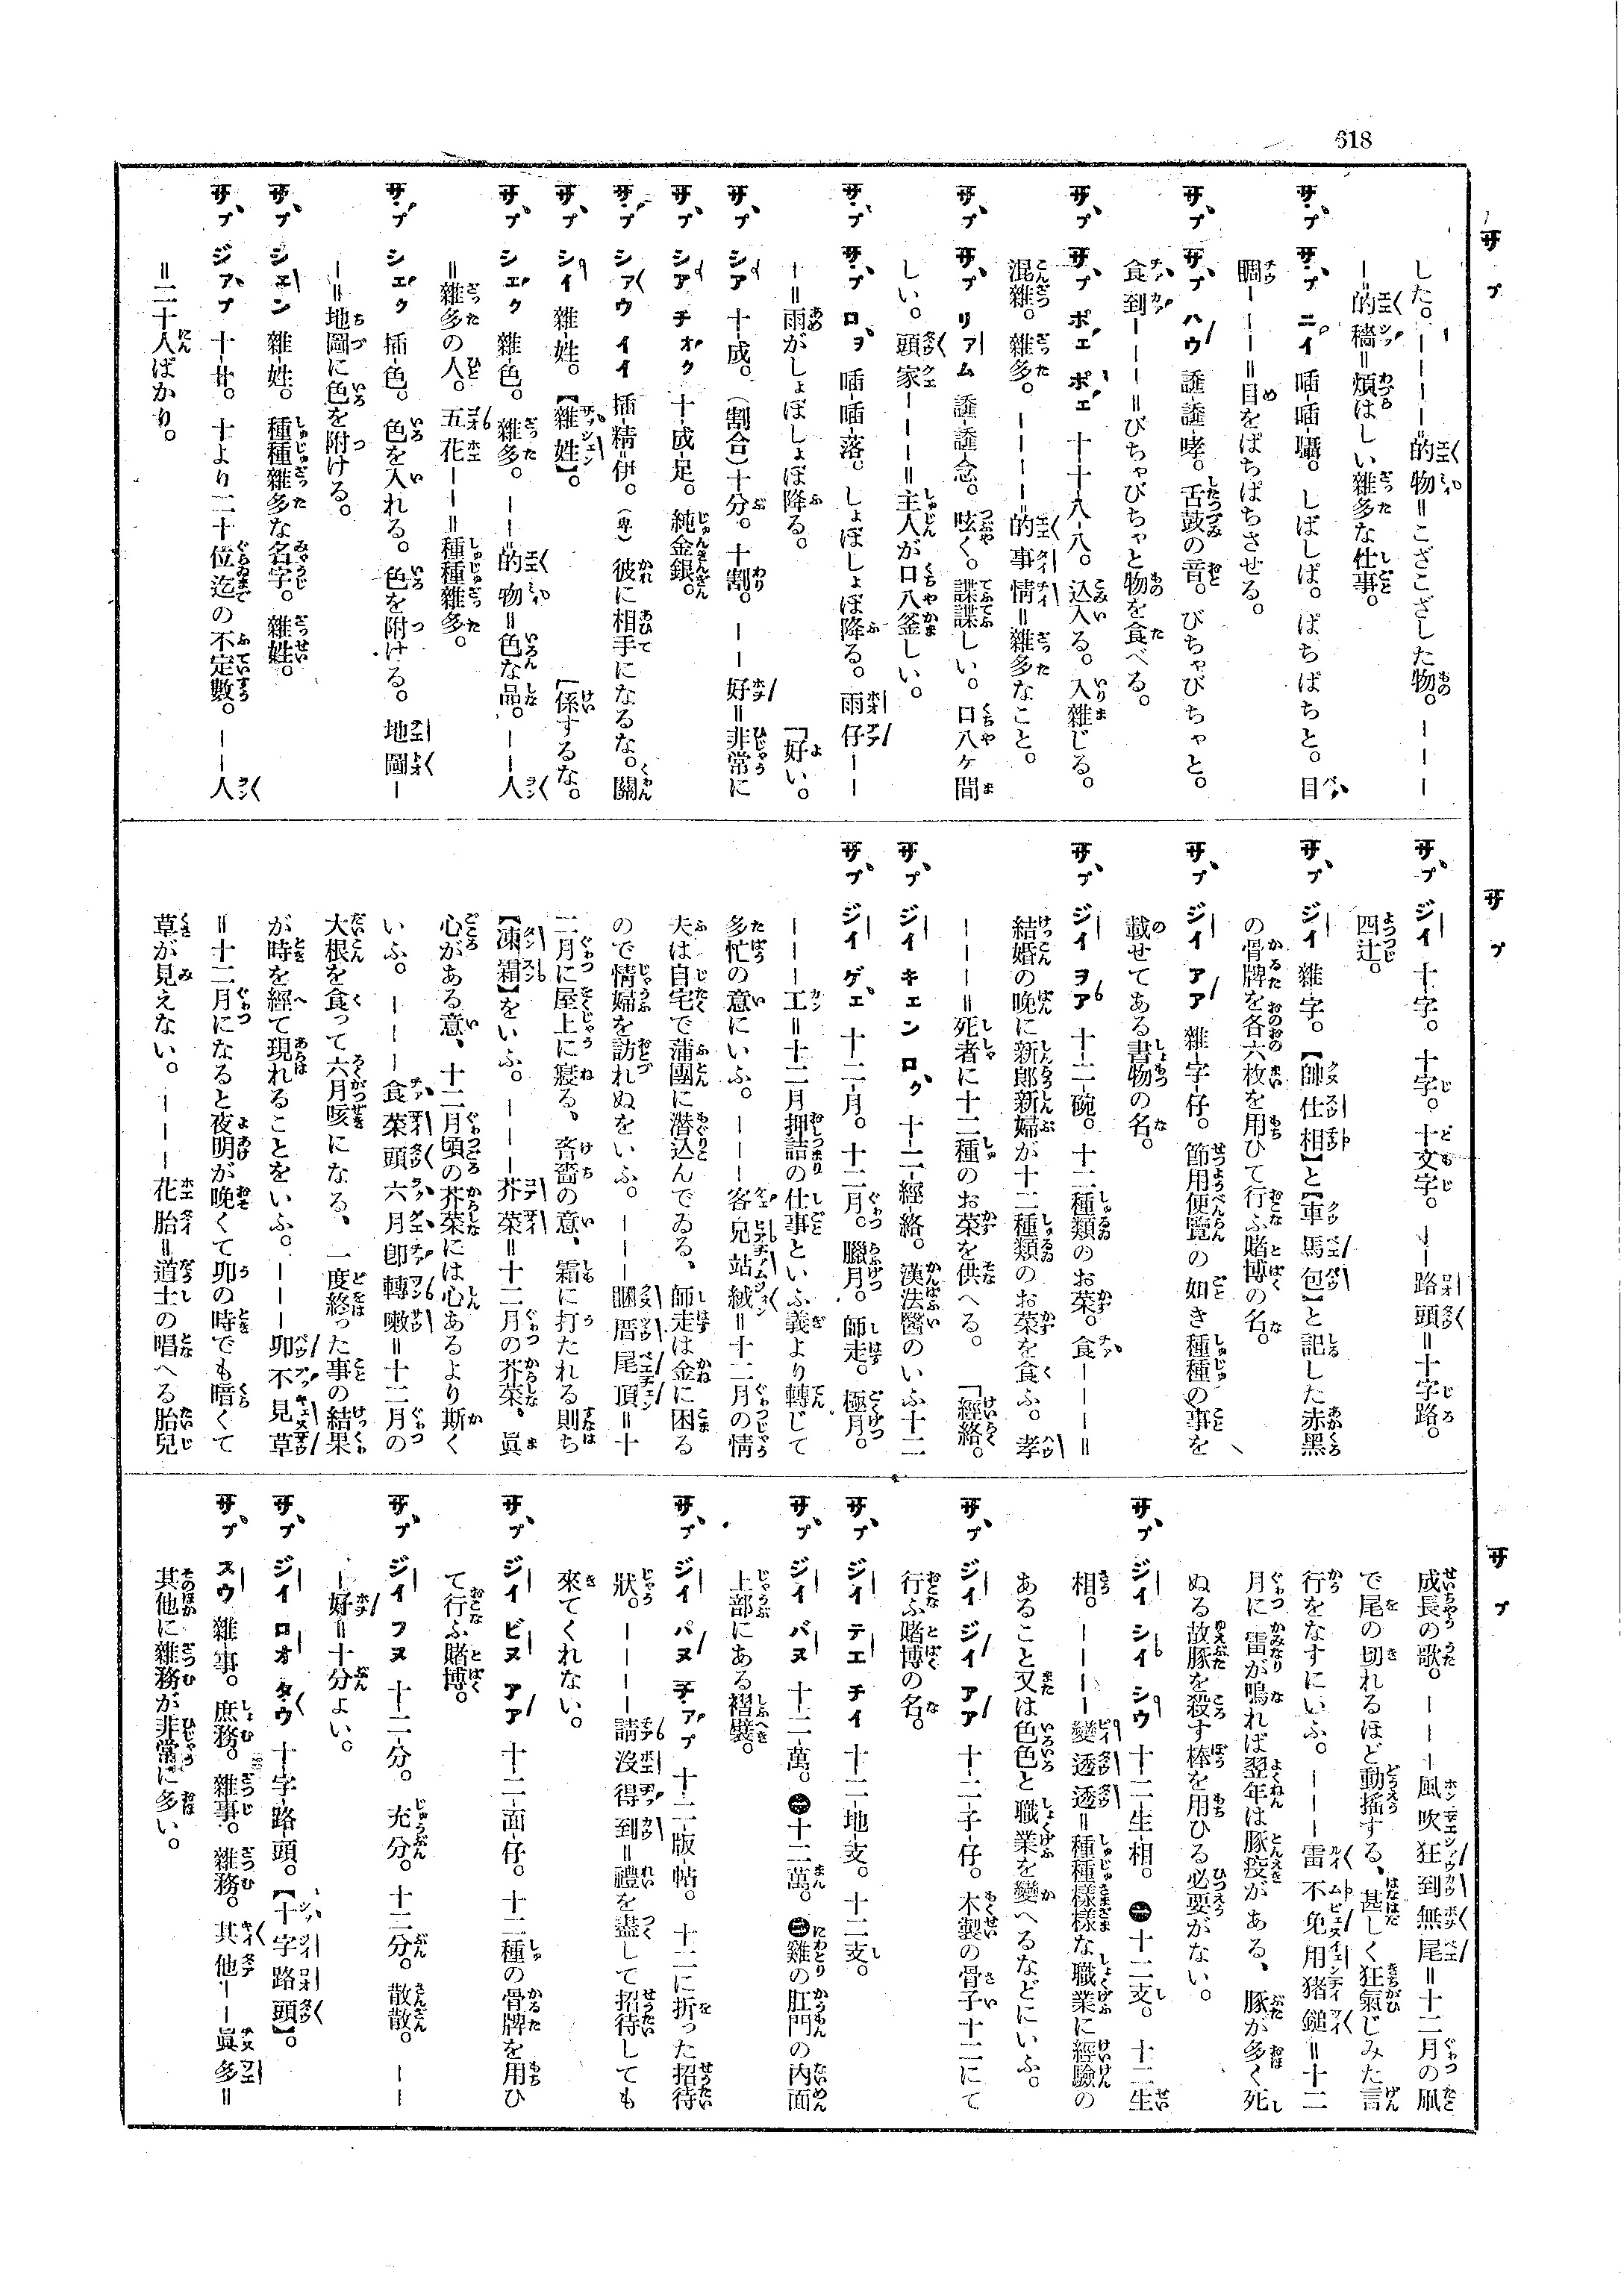 618
サ プ
した。｜｜｜｜的物＝こざこざした物。｜｜｜
｜的穡＝煩はしい雜多な仕事。
サプ ニイ 喢-喢-𥍉。しばしば。ぱちぱちと。目
睭｜｜｜＝目をぱちぱちさせる。
サプ ハウ 諈-諈-哮。舌鼓の音。びちゃびちゃと。
食到｜｜｜＝びちゃびちゃと物を食べる。
サプ ポエ ポエ 十-十-八-八。込入る。入雜じる。
混雜。雜多。｜｜｜｜的事情＝雜多なこと。
サプ リアム 念。呟く。諜諜しい。口八ヶ間
しい。頭家｜｜｜＝主人が口八釜しい。
サプ サプ ロヲ 喢-喢-落。しょぼしょぼ降る。雨仔｜｜
｜＝雨がしょぼしょぼ降る。 「好い。
サプ シア 十-成。（割合）十分。十割。｜｜好＝非常に
サプ シア チオク 十-成-足。純金銀。
サプ シアウ イイ 插-精-伊。（卑）彼に相手になるな。關
サプ シイ 雜-姓。【雜姓】。 「係するな。
サプ シエク 雜-色。雜多。｜｜的物＝色な品。｜｜人
＝雜多の人。五花｜｜＝種種雜多。
サプ シエク 插-色。色を入れる。色を附ける。地圖｜
｜＝地圖に色を附ける。
サプ シエン 雜-姓。種種雜多な名字。雜姓。
サプ ジアプ 十-廿。十より二十位迄の不定數。｜｜人
＝二十人ばかり。
サ プ
サプ ジイ 十-字。十字。十文字。｜｜路頭＝十字路。
四辻。
サプ ジイ 雜-字。【帥仕相】と【車馬包】と記した赤黑
の骨牌を各六枚を用ひて行ふ賭博の名。
サプ ジイ アア 雜-字-仔。節用便覽の如き種種の事を
載せてある書物の名。
サプ ジイ ヲア 十-二-碗。十二種類のお菜。食｜｜｜＝
結婚の晩に新郎新婦が十二種類のお菜を食ふ。孝
｜｜｜＝死者に十二種のお菜を供へる。 「經絡。
サプ ジイ キエン ロク 十-二-經-絡。漢法醫のいふ十二
サプ ジイ ゲエ 十-二-月。十二月。臘月。師走。極月。
｜｜｜工＝十二月押詰の仕事といふ義より轉じて
多忙の意にいふ。｜｜｜客兄站絨＝十二月の情
夫は自宅で蒲團に潛込んでゐる、師走は金に困る
ので情婦を訪れぬをいふ。｜｜｜睏厝尾頂＝十
二月に屋上に寢る、吝嗇の意、霜に打たれる則ち
【凍霜】をいふ。｜｜｜芥菜＝十二月の芥菜、眞
心がある意、十二月頃の芥菜には心あるより斯く
いふ。｜｜｜食菜頭六月卽轉嗽＝十二月の
大根を食って六月咳になる、一度終った事の結果
が時を經て現れることをいふ。｜｜｜卯不見草
＝十二月になると夜明が晩くて卯の時でも暗くて
草が見えない。｜｜｜花胎＝道士の唱へる胎兒
サ プ
成長の歌。｜｜｜風吹狂到無尾＝十二月の凧
で尾の切れるほど動搖する、甚しく狂氣じみた言
行をなすにいふ。｜｜｜雷不免用豬鎚＝十二
月に雷が鳴れば翌年は豚疫がある、豚が多く死
ぬる故豚を殺す棒を用ひる必要がない。
サプ ジイ シイ シウ 十-二-生-相。㊀十二支。十二生
相。｜｜｜｜變透透＝種種樣樣な職業に經驗の
あること又は色色と職業を變へるなどにいふ。
サプ ジイ ジイ アア 十-二-子-仔。木製の骨子十二にて
行ふ賭博の名。
サプ ジイ テエ チイ 十-二-地-支。十二支。
サプ ジイ バヌ 十-二-萬。㊀十二萬。㊁雞の肛門の內面
上部にある褶襞。
サプ ジイ パヌ チアプ 十-二-版-帖。十二に折った招待
狀。｜｜｜｜請沒得到＝禮を盡して招待しても
來てくれない。
サプ ジイ ビヌ アア 十-二-面-仔。十二種の骨牌を用ひ
て行ふ賭博。
サプ ジイ フヌ 十-二-分。充分。十二分。散散。｜｜
｜好＝十分よい。
サプ ジイ ロオ タウ 十-字-路-頭。【十字路頭】。
サプ スウ 雜-事。庶務。雜事。雜務。其他｜｜眞多＝
其他に雜務が非常に多い。